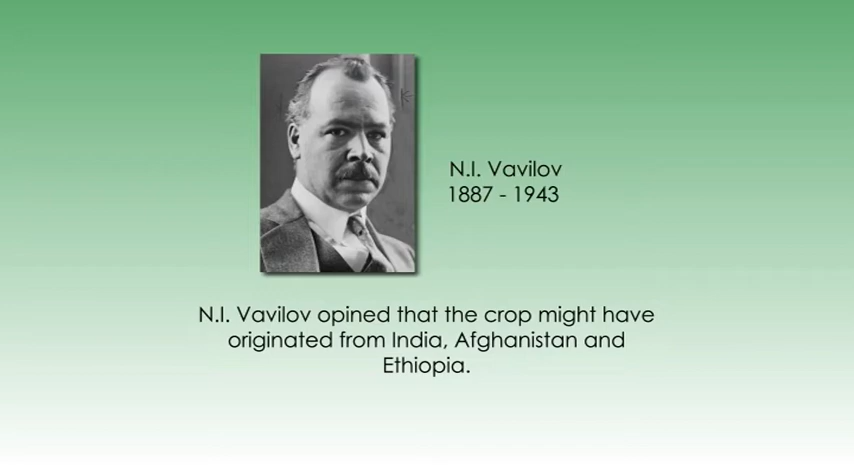 N.I. Vavilov
1887 - 1943
N.I. Vavilov opined that the crop might have
originated from India, Afghanistan and
Ethiopia.